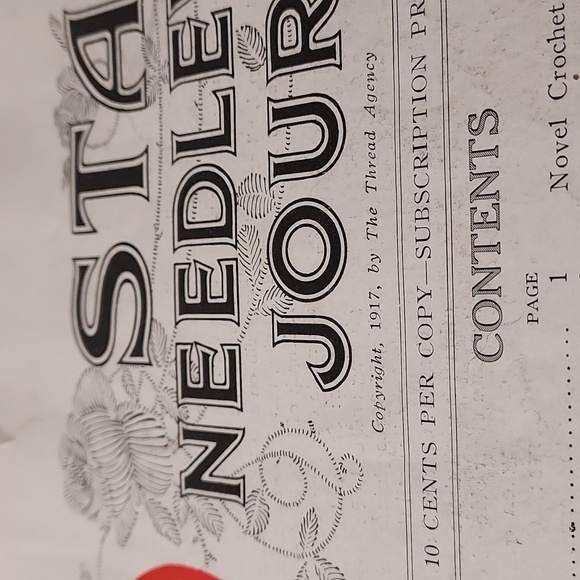 STA
NEEDLE
JOUR
Copyright, 1917, by The Thread Agency
10 CENTS PER COPY—SUBSCRIPTION PR
CONTENTS
PAGE
1 Novel Crochet